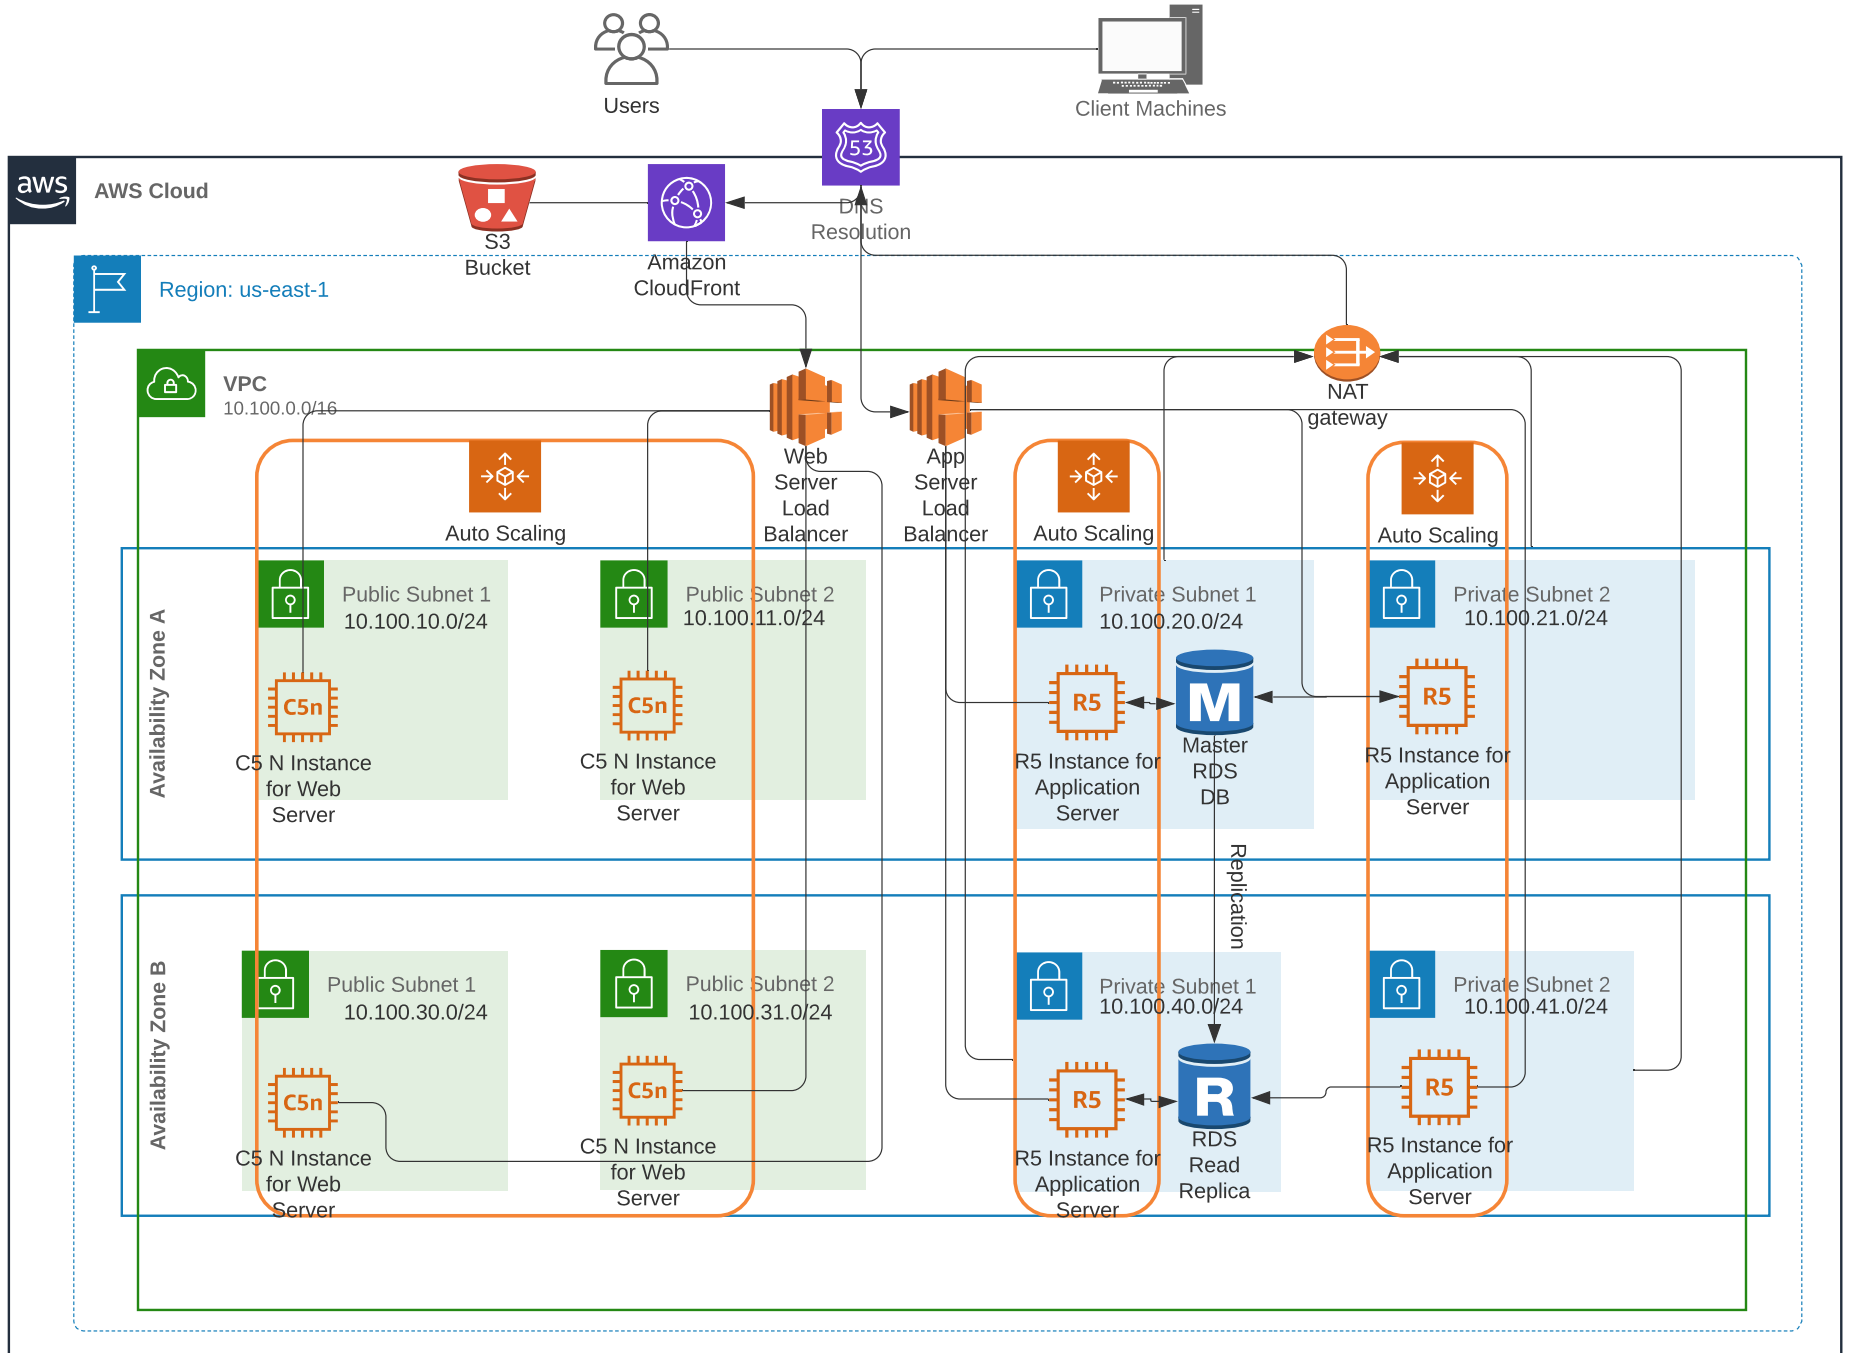 Users
Client Machines
53
aws
AWS Cloud
DNS
Resolution
S3
Bucket
Amazon
CloudFront
Region: us-east-1
VPC
10.100.0.0/16
NAT
gateway
Web
Server
Load
Balancer
App
Server
Load
Balancer
Auto Scaling
Auto Scaling
Auto Scaling
Availability Zone A
Public Subnet 1
10.100.10.0/24
Public Subnet 2
10.100.11.0/24
Private Subnet 1
10.100.20.0/24
Private Subnet 2
10.100.21.0/24
C5n
C5 N Instance
for Web
Server
C5n
C5 N Instance
for Web
Server
R5
R5 Instance for
Application
Server
M
Master
RDS
DB
R5
R5 Instance for
Application
Server
Replication
Availability Zone B
Public Subnet 1
10.100.30.0/24
Public Subnet 2
10.100.31.0/24
Private Subnet 1
10.100.40.0/24
Private Subnet 2
10.100.41.0/24
C5n
C5 N Instance
for Web
Server
C5n
C5 N Instance
for Web
Server
R5
R5 Instance for
Application
Server
R
RDS
Read
Replica
R5
R5 Instance for
Application
Server